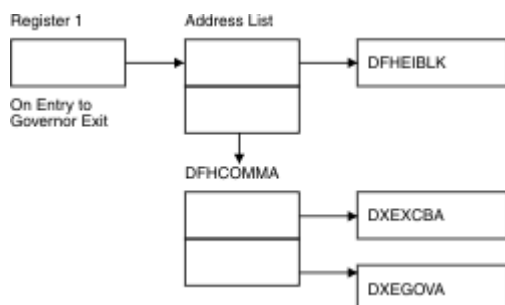 Register 1
Address List
DFHEIBLK
On Entry to
Governor Exit
DFHCOMMA
DXEXCBA
DXEGOVA